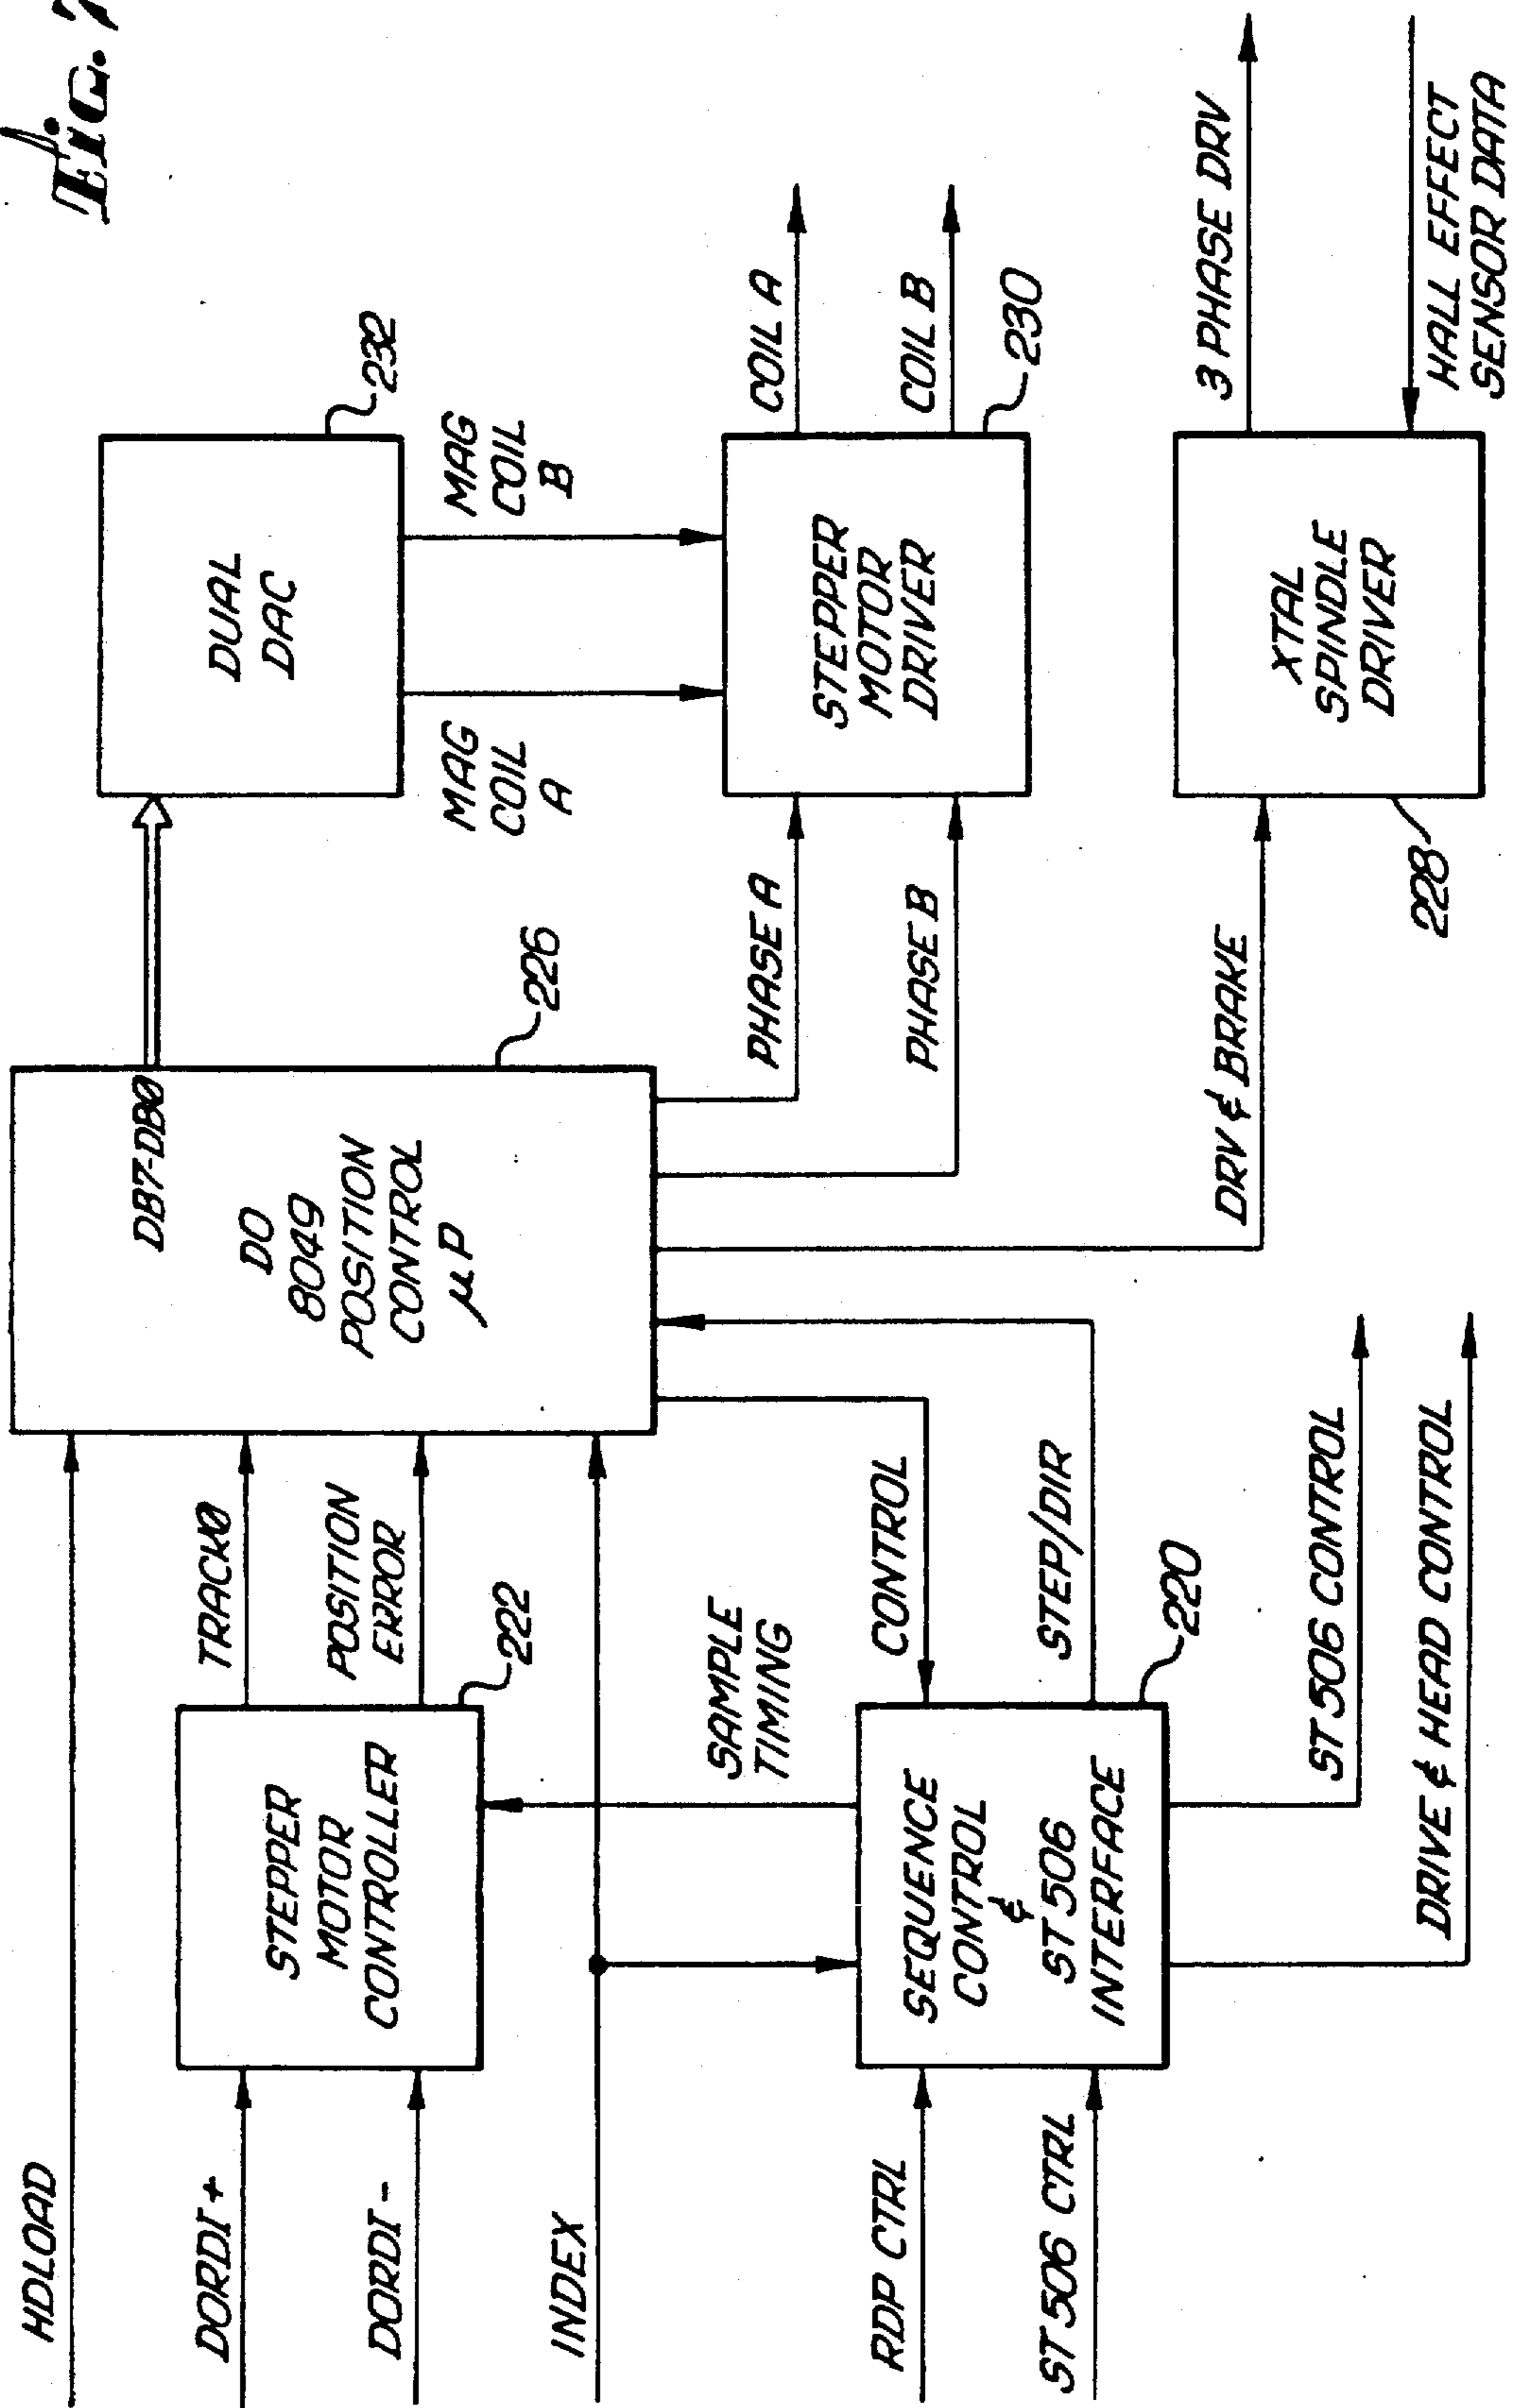 Fig. 7
HDLOAD
DORDI +
DORDI -
INDEX
RDP CTRL
ST 506 CTRL
STEPPER
MOTOR
CONTROLLER
222
TRACK0
POSITION
ERROR
SAMPLE
TIMING
SEQUENCE
CONTROL
&
ST 506
INTERFACE
220
CONTROL
STEP/DIR
ST 506 CONTROL
DRIVE & HEAD CONTROL
DB7-DB0
DO
8049
POSITION
CONTROL
μP
226
PHASE A
PHASE B
DRV & BRAKE
DUAL
DAC
232
MAG
COIL
A
MAG
COIL
B
STEPPER
MOTOR
DRIVER
230
COIL A
COIL B
XTAL
SPINDLE
DRIVER
228
3 PHASE DRV
HALL EFFECT
SENSOR DATA